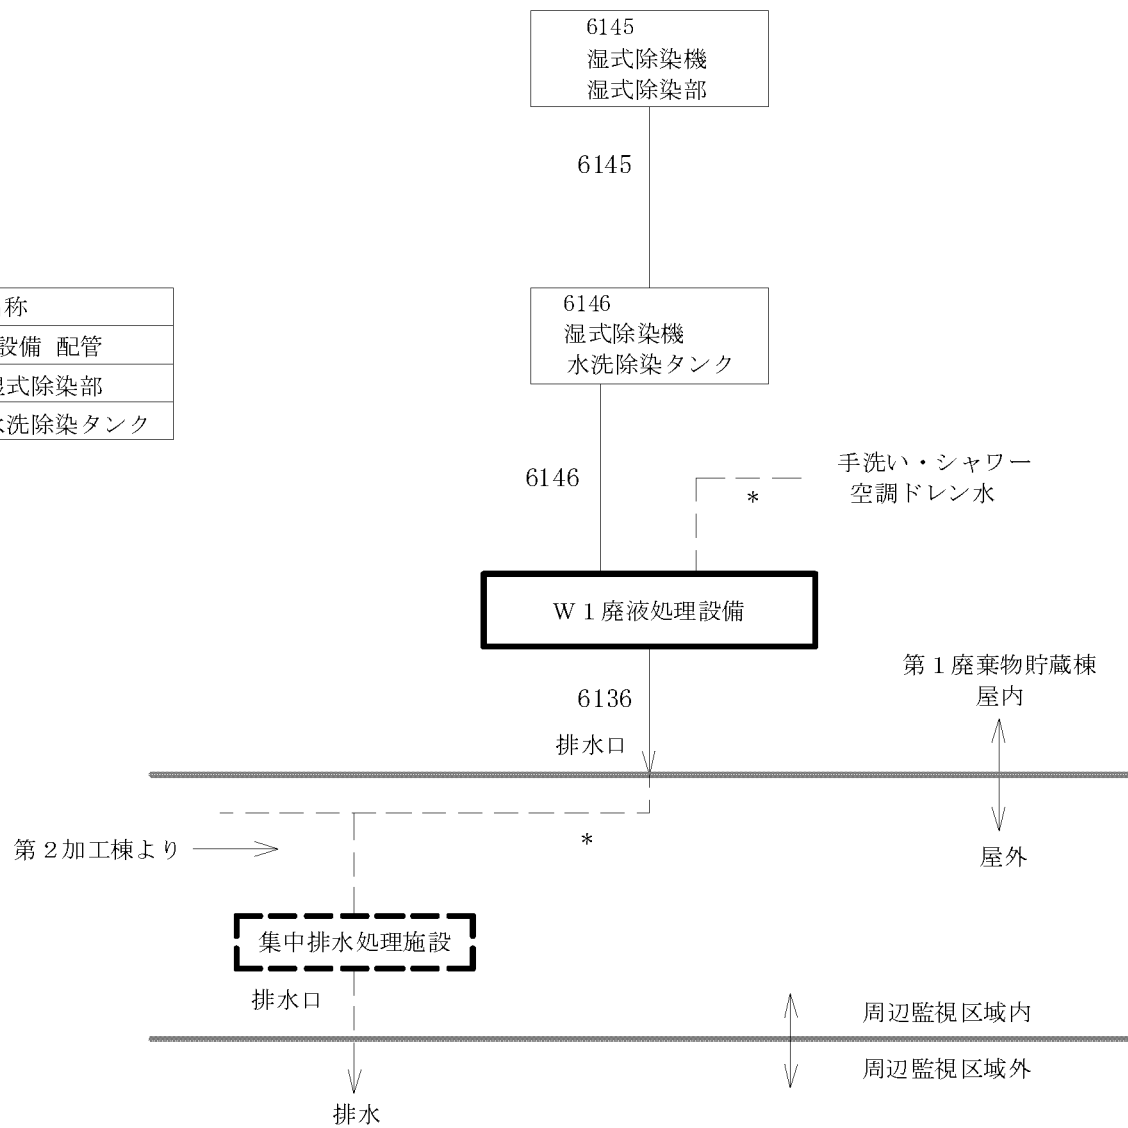 6145
湿式除染機
湿式除染部
6145
称
設備 配管
式除染部
洗除染タンク
6146
湿式除染機
水洗除染タンク
6146
手洗い・シャワー
空調ドレン水
*
W1廃液処理設備
6136
排水口
第1廃棄物貯蔵棟
屋内
屋外
*
第2加工棟より
集中排水処理施設
排水口
周辺監視区域内
周辺監視区域外
排水